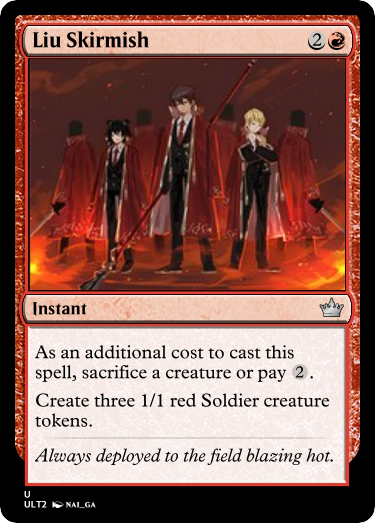 Liu Skirmish 2
Instant
As an additional cost to cast this
spell, sacrifice a creature or pay 2.
Create three 1/1 red Soldier creature
tokens.
Always deployed to the field blazing hot.
U
ULT2 NAI_GA